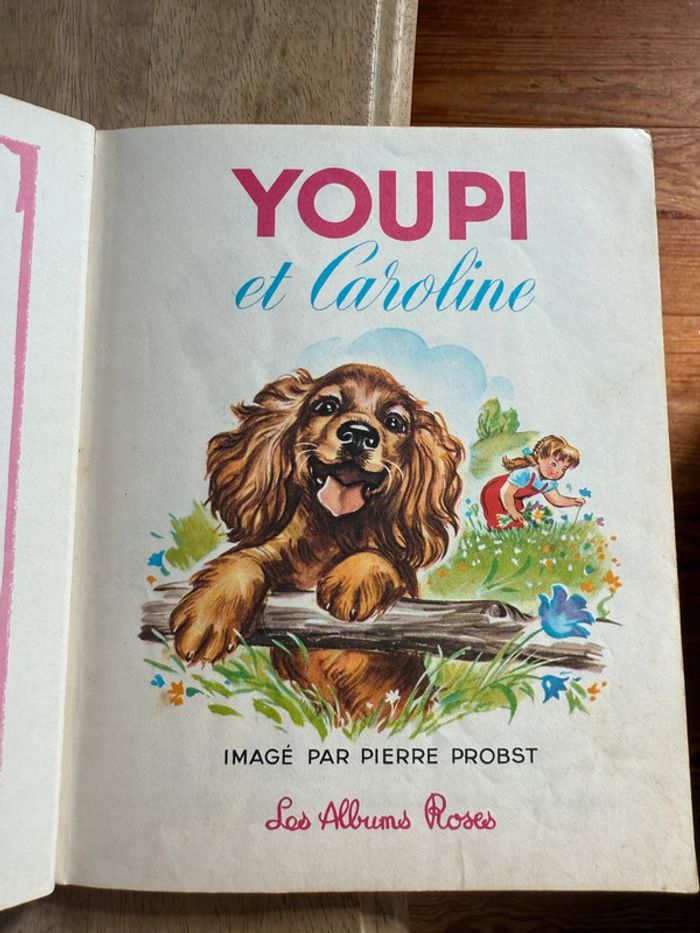 YOUPI
et Caroline
IMAGÉ PAR PIERRE PROBST
Les Albums Roses